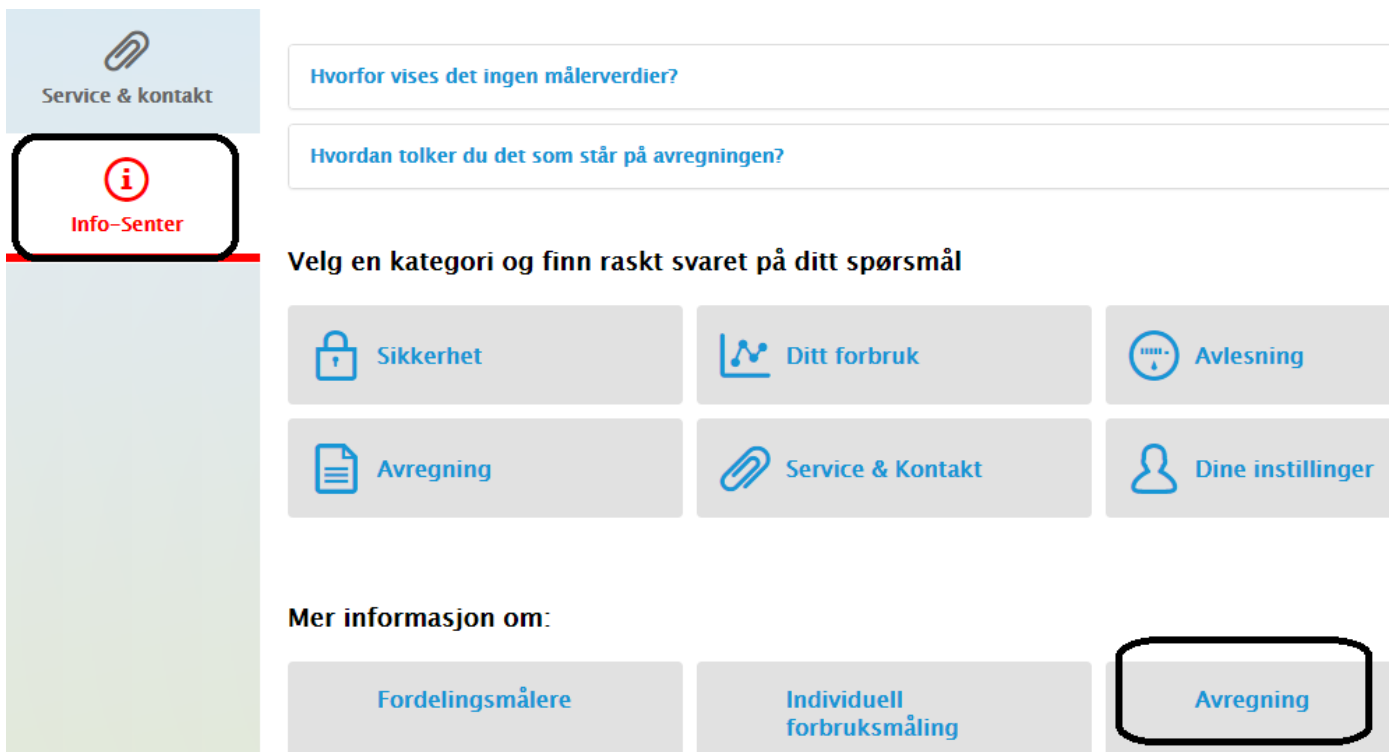 Service & kontakt
Info-Senter
Hvorfor vises det ingen målerverdier?
Hvordan tolker du det som står på avregningen?
Velg en kategori og finn raskt svaret på ditt spørsmål
Sikkerhet
Ditt forbruk
Avlesning
Avregning
Service & Kontakt
Dine instillinger
Mer informasjon om:
Fordelingsmålere
Individuell
forbruksmåling
Avregning